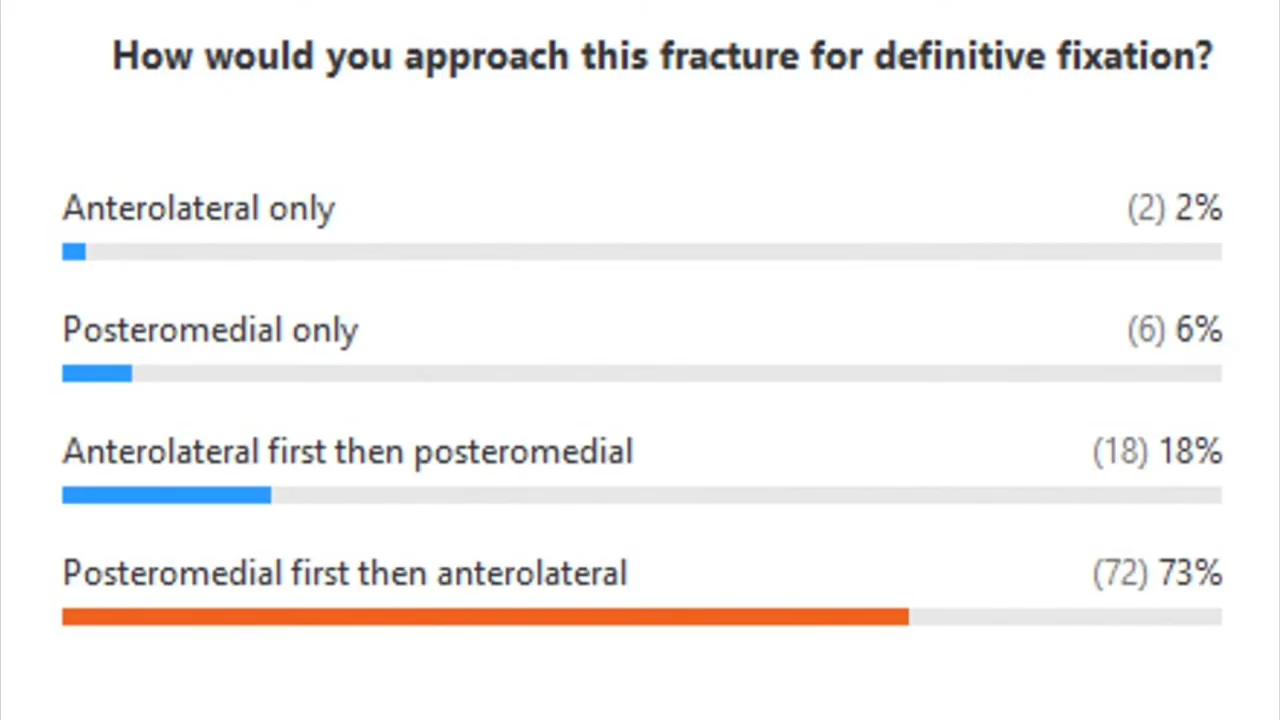 How would you approach this fracture for definitive fixation?
Anterolateral only (2) 2%
Posteromedial only (6) 6%
Anterolateral first then posteromedial (18) 18%
Posteromedial first then anterolateral (72) 73%